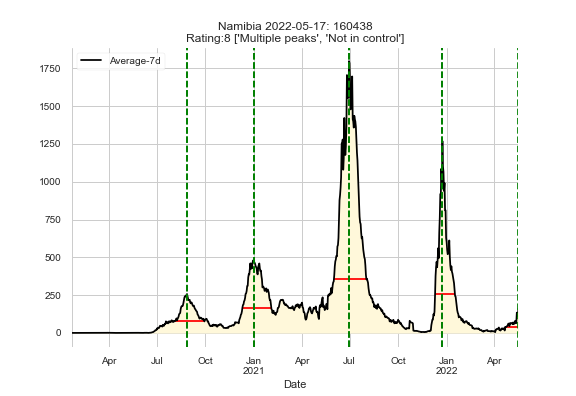 Namibia 2022-05-17: 160438
Rating:8 ['Multiple peaks', 'Not in control']
Average-7d
1750
1500
1250
1000
750
500
250
0
Apr Jul Oct Jan Apr Jul Oct Jan Apr
2021 2022
Date